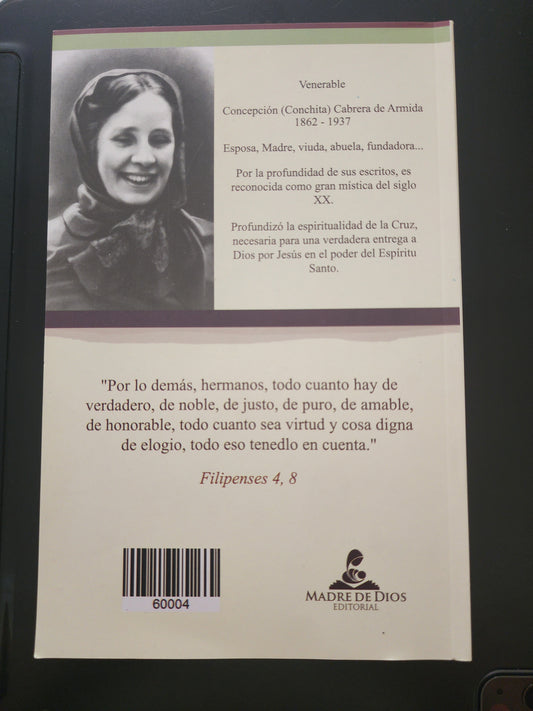 Venerable
Concepción (Conchita) Cabrera de Armida
1862 - 1937
Esposa, Madre, viuda, abuela, fundadora...
Por la profundidad de sus escritos, es
reconocida como gran mística del siglo
XX.
Profundizó la espiritualidad de la Cruz,
necesaria para una verdadera entrega a
Dios por Jesús en el poder del Espíritu
Santo.
"Por lo demás, hermanos, todo cuanto hay de
verdadero, de noble, de justo, de puro, de amable,
de honorable, todo cuanto sea virtud y cosa digna
de elogio, todo eso tenedlo en cuenta."
Filipenses 4, 8
60004
MADRE DE DIOS
EDITORIAL